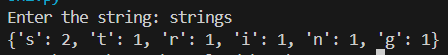 Enter the string: strings
{'s': 2, 't': 1, 'r': 1, 'i': 1, 'n': 1, 'g': 1}